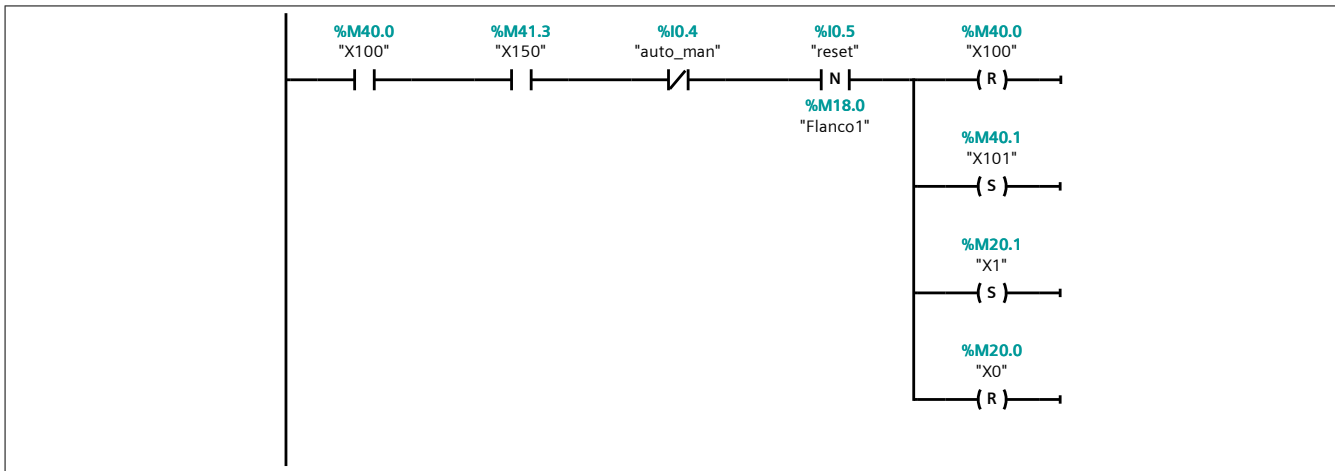 %M40.0
"X100"
%M41.3
"X150"
%I0.4
"auto_man"
%I0.5
"reset"
N
%M18.0
"Flanco1"
%M40.0
"X100"
R
%M40.1
"X101"
S
%M20.1
"X1"
S
%M20.0
"X0"
R